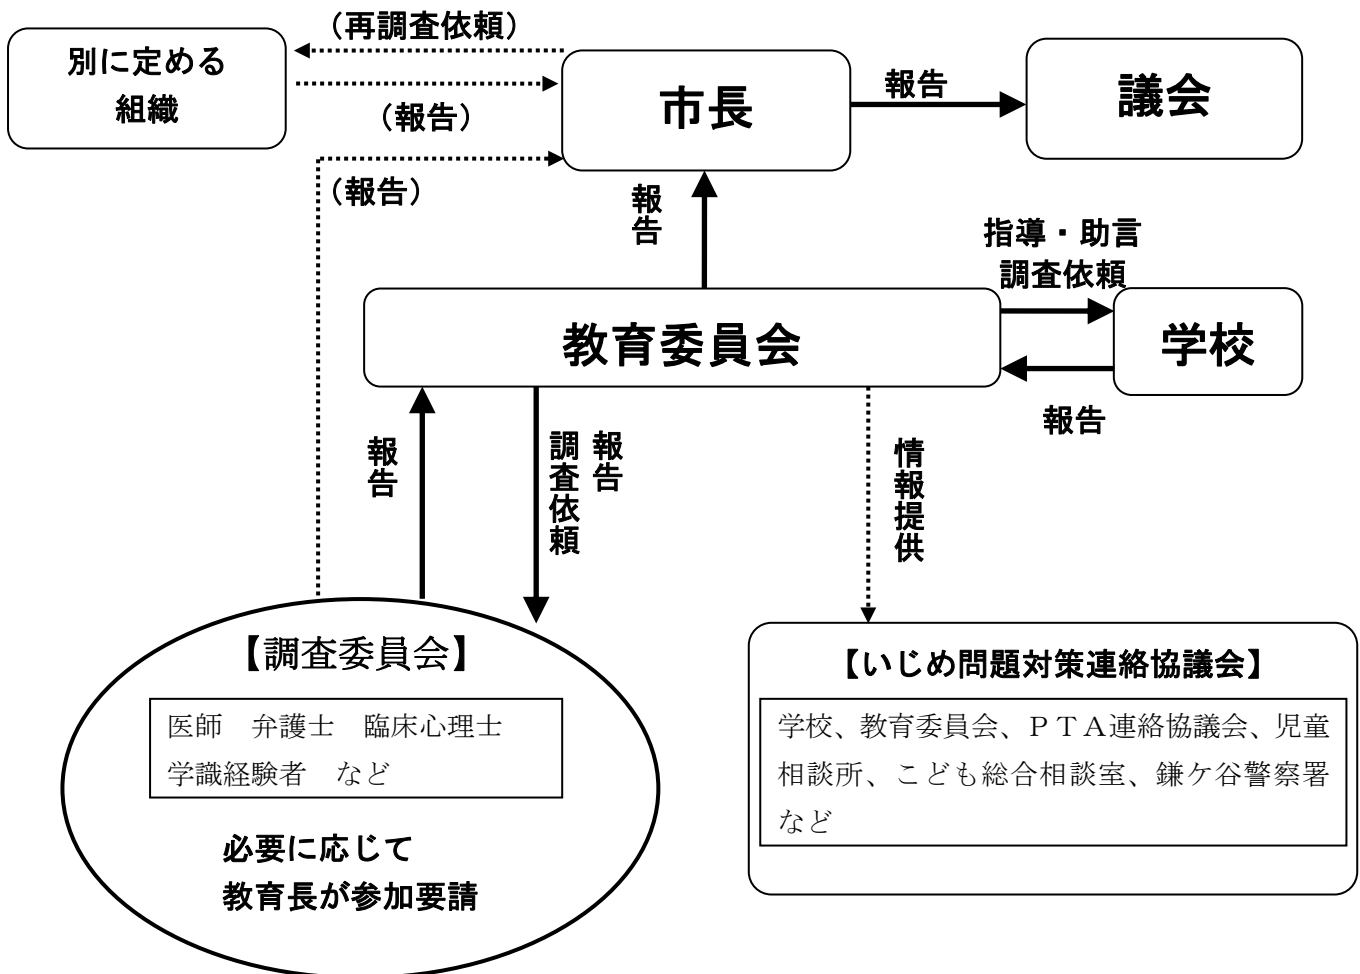 （再調査依頼）
別に定める
組織
市長
報告
議会
（報告）
（報告）
報告
指導・助言
調査依頼
教育委員会
学校
報告
報告
調査依頼
報告
情報提供
【調査委員会】
医師　弁護士　臨床心理士
学識経験者　など
必要に応じて
教育長が参加要請
【いじめ問題対策連絡協議会】
学校、教育委員会、ＰＴＡ連絡協議会、児童
相談所、こども総合相談室、鎌ケ谷警察署
など